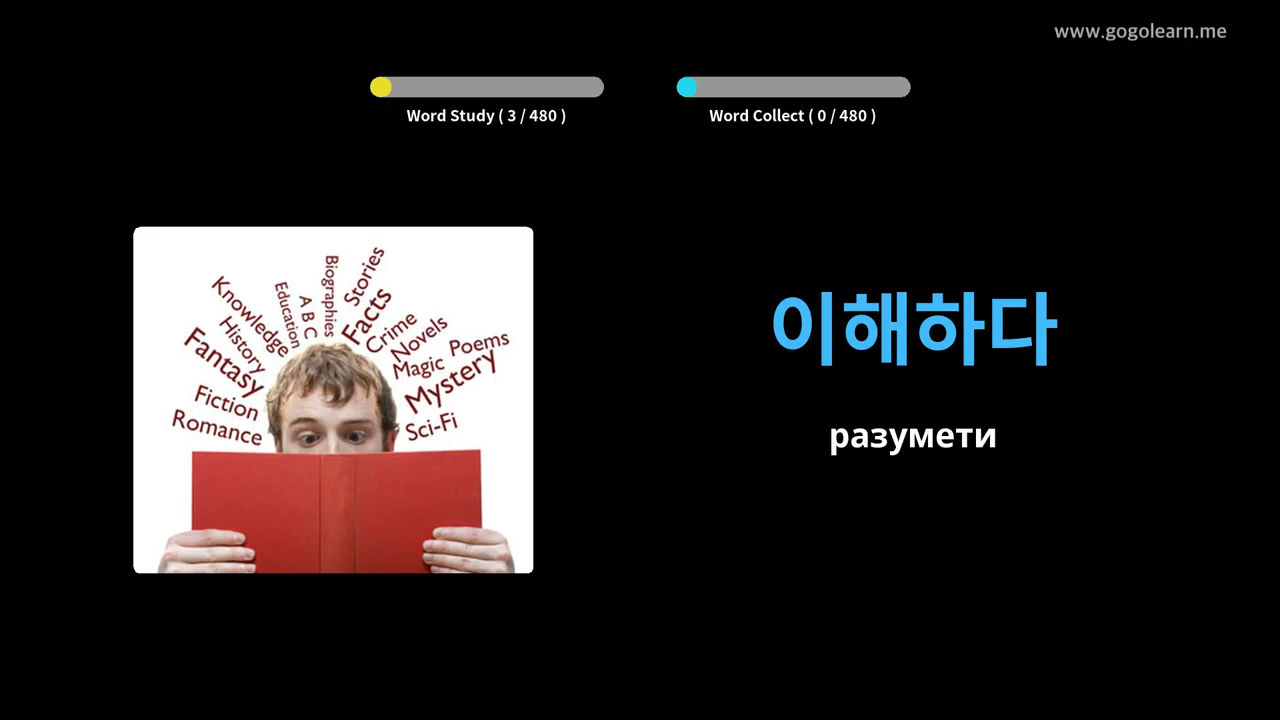 www.gogolearn.me
Word Study ( 3 / 480 )
Word Collect ( 0 / 480 )
Biographies
Stories
Knowledge
Education
A B C
Facts
History
Crime
Novels
Fantasy
Magic
Poems
Mystery
Fiction
Romance
Sci-Fi
이해하다
разумети